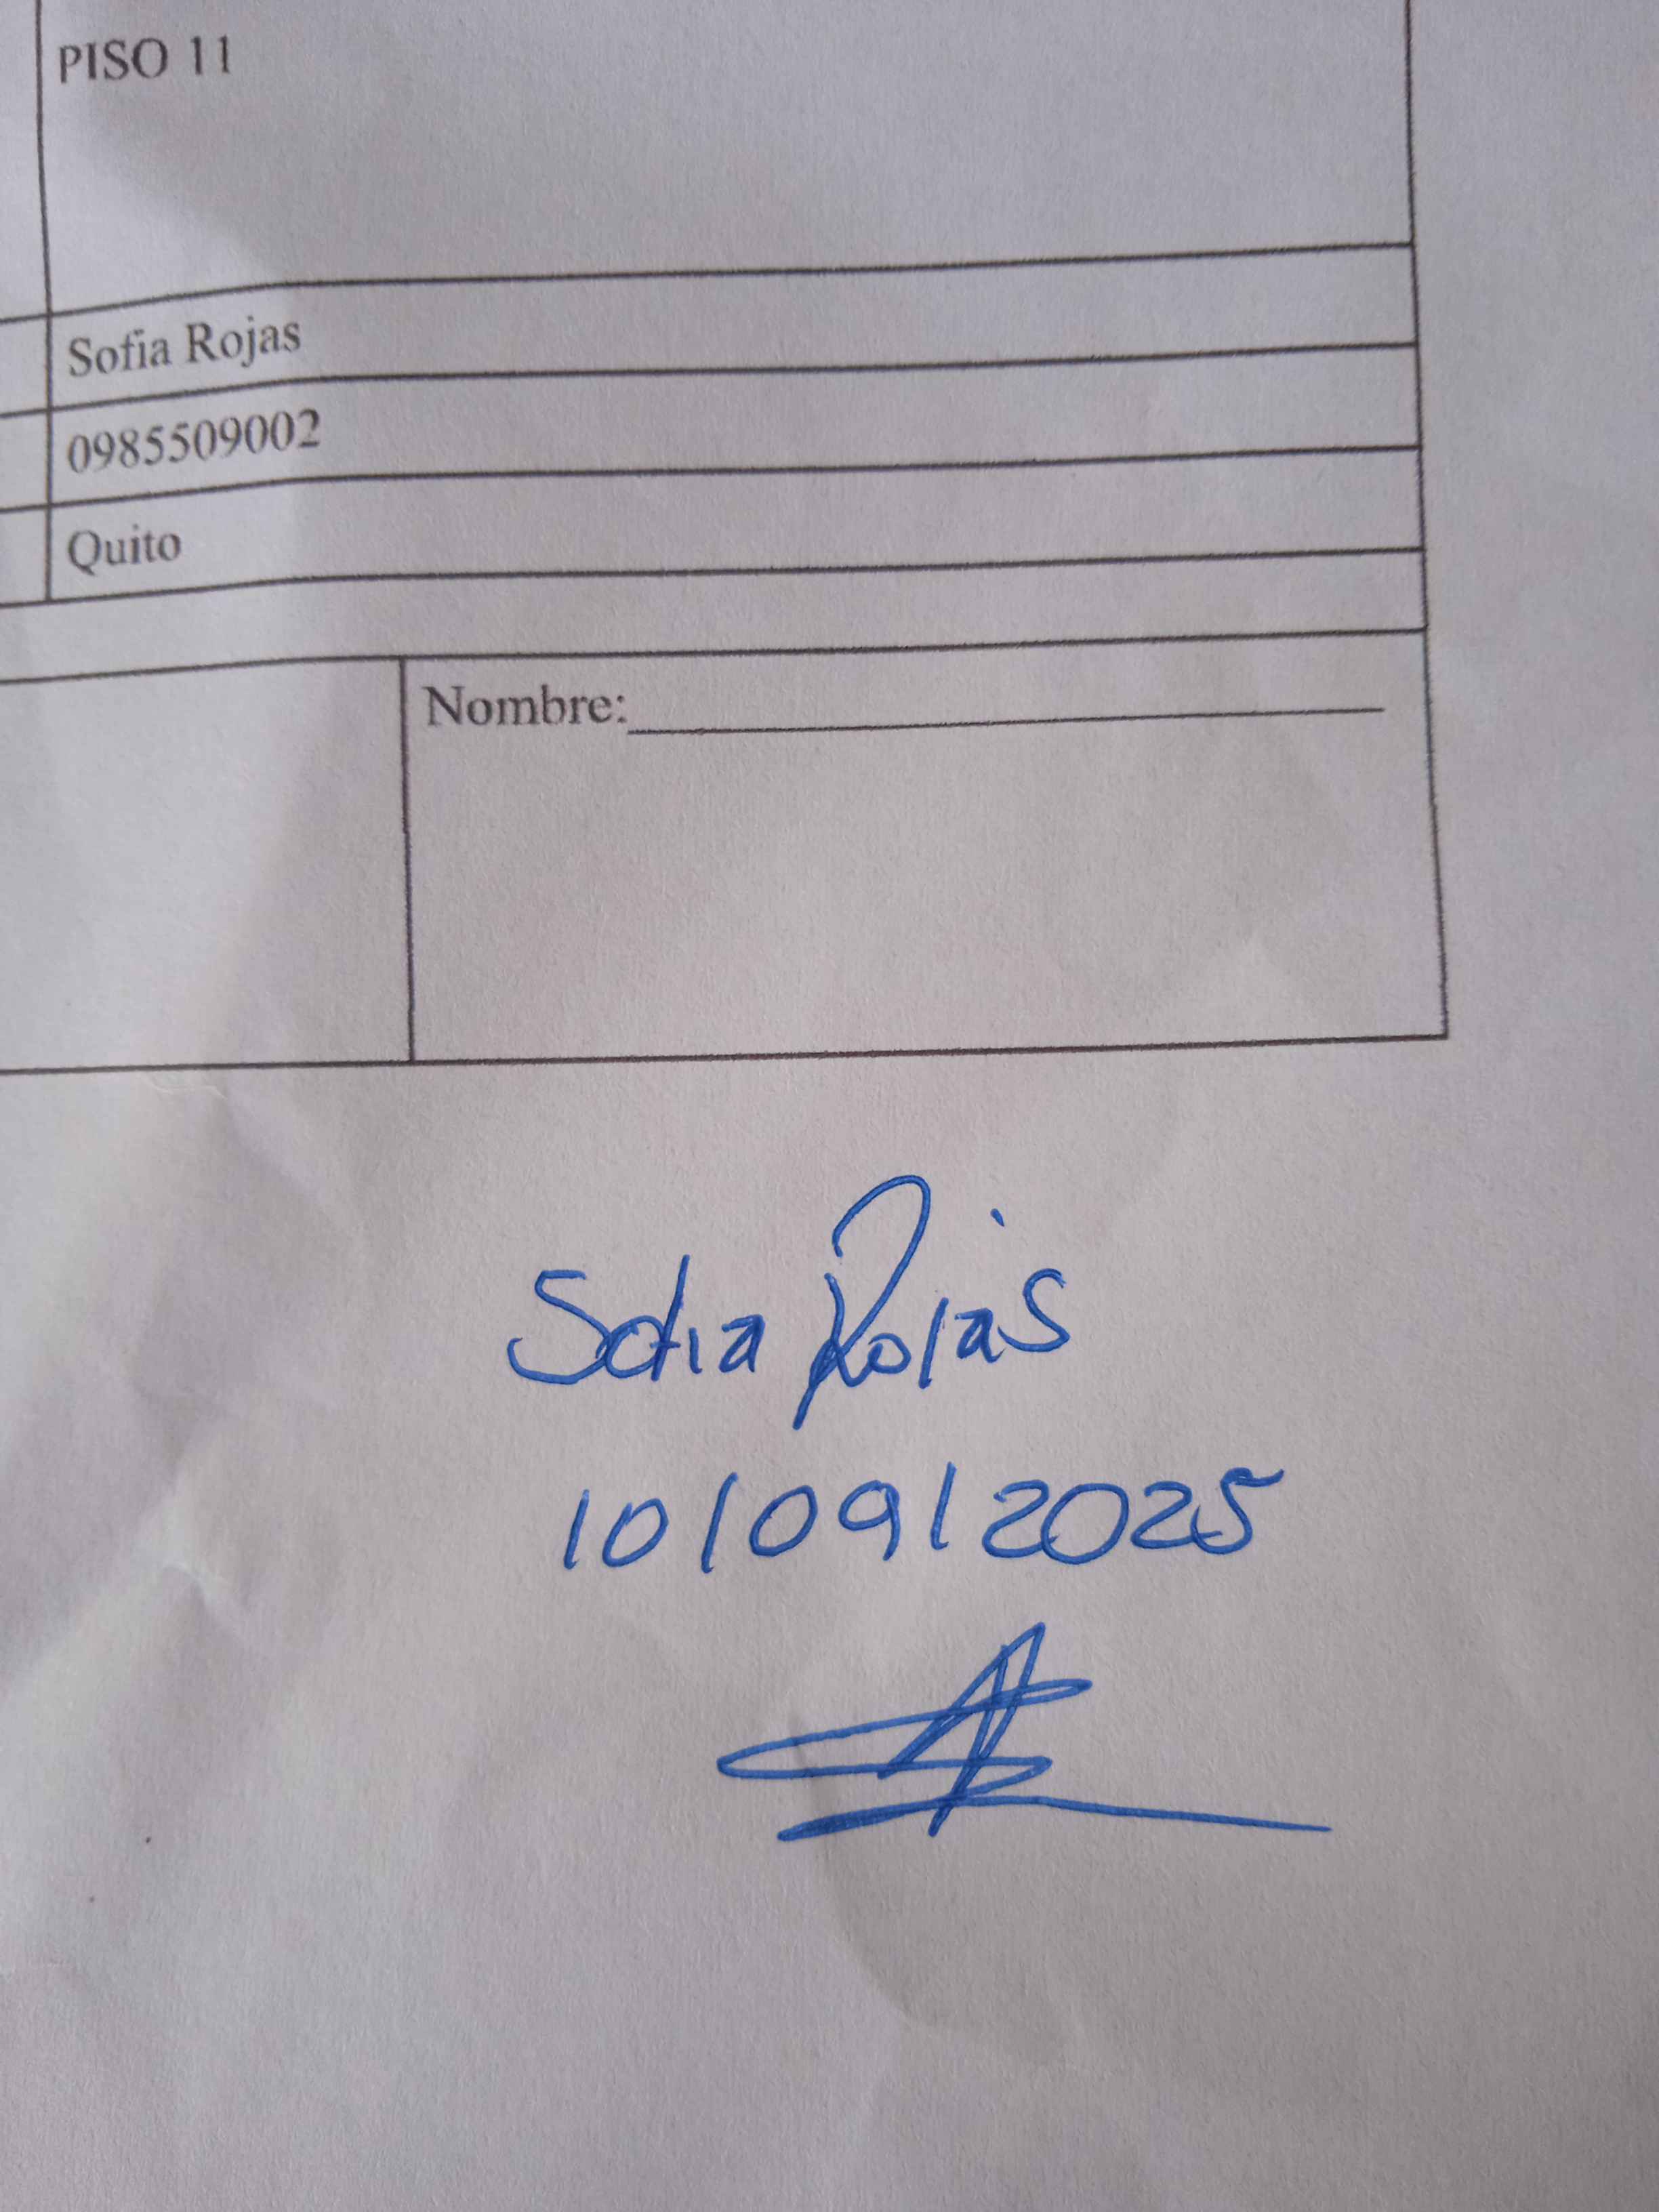 PISO 11
Sofia Rojas
0985509002
Quito
Nombre:
Sofia Rojas
10/09/2025